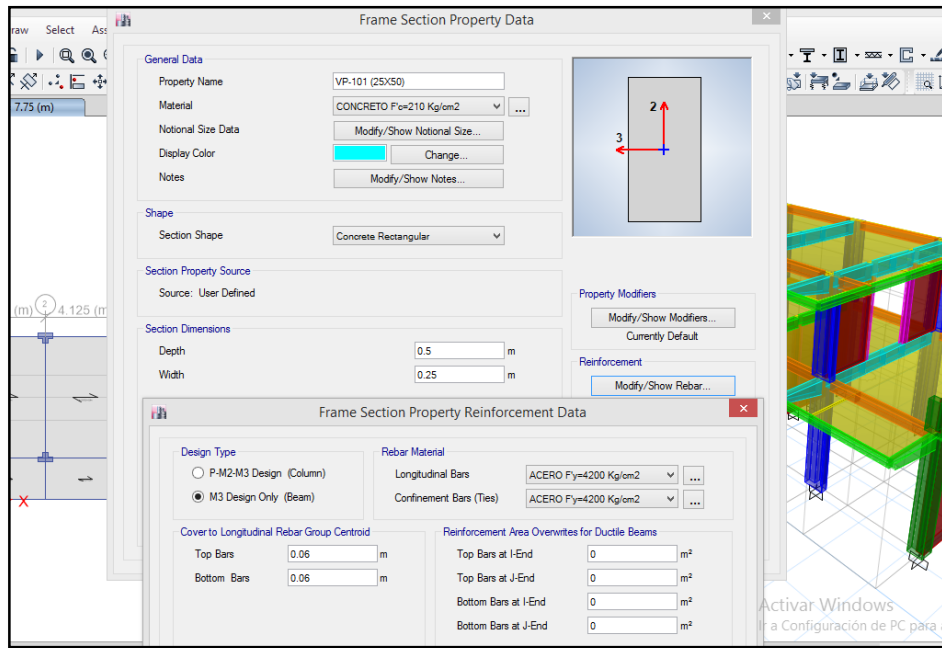 Frame Section Property Data
raw Select
7.75 (m)
General Data
Property Name VP-101 (25X50)
Material CONCRETO F'c=210 Kg/cm2 ...
Notional Size Data Modify/Show Notional Size...
Display Color Change...
Notes Modify/Show Notes...
2
3
Shape
Section Shape Concrete Rectangular
Section Property Source
Source: User Defined
(m) 2 4.125 (m
Section Dimensions
Depth 0.5 m
Width 0.25 m
Property Modifiers
Modify/Show Modifiers...
Currently Default
Reinforcement
Modify/Show Rebar...
Frame Section Property Reinforcement Data
Design Type
P-M2-M3 Design (Column)
M3 Design Only (Beam)
Rebar Material
Longitudinal Bars ACERO F'y=4200 Kg/cm2 ...
Confinement Bars (Ties) ACERO F'y=4200 Kg/cm2 ...
X
Cover to Longitudinal Rebar Group Centroid
Top Bars 0.06 m
Bottom Bars 0.06 m
Reinforcement Area Overwrites for Ductile Beams
Top Bars at I-End 0 m²
Top Bars at J-End 0 m²
Bottom Bars at I-End 0 m²
Bottom Bars at J-End 0 m²
Activar Windows
Ir a Configuración de PC para